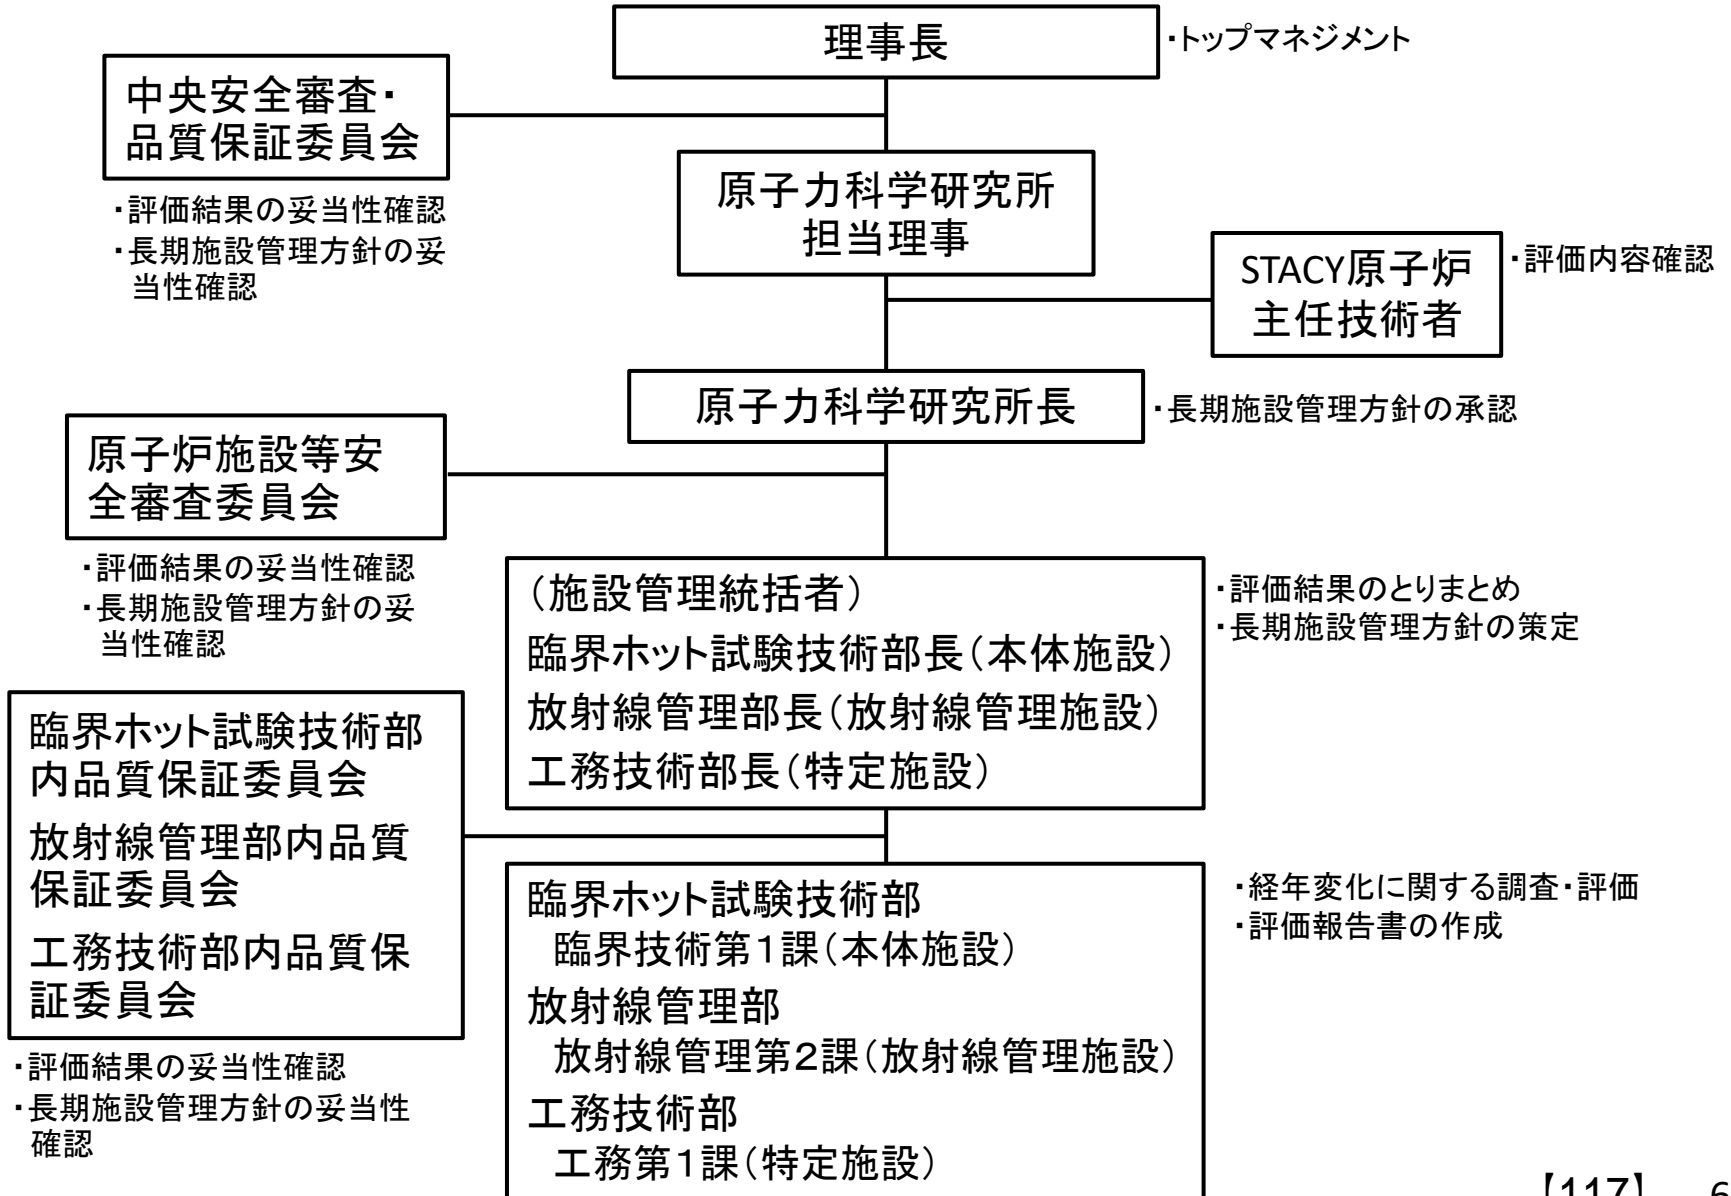 理事長
・トップマネジメント
中央安全審査・
品質保証委員会
・評価結果の妥当性確認
・長期施設管理方針の妥
当性確認
原子力科学研究所
担当理事
STACY原子炉
主任技術者
・評価内容確認
原子力科学研究所長
・長期施設管理方針の承認
原子炉施設等安
全審査委員会
・評価結果の妥当性確認
・長期施設管理方針の妥
当性確認
（施設管理統括者）
臨界ホット試験技術部長（本体施設）
放射線管理部長（放射線管理施設）
工務技術部長（特定施設）
・評価結果のとりまとめ
・長期施設管理方針の策定
臨界ホット試験技術部
内品質保証委員会
放射線管理部内品質
保証委員会
工務技術部内品質保
証委員会
・評価結果の妥当性確認
・長期施設管理方針の妥当性
確認
臨界ホット試験技術部
臨界技術第１課（本体施設）
放射線管理部
放射線管理第２課（放射線管理施設）
工務技術部
工務第１課（特定施設）
・経年変化に関する調査・評価
・評価報告書の作成
【117】 6